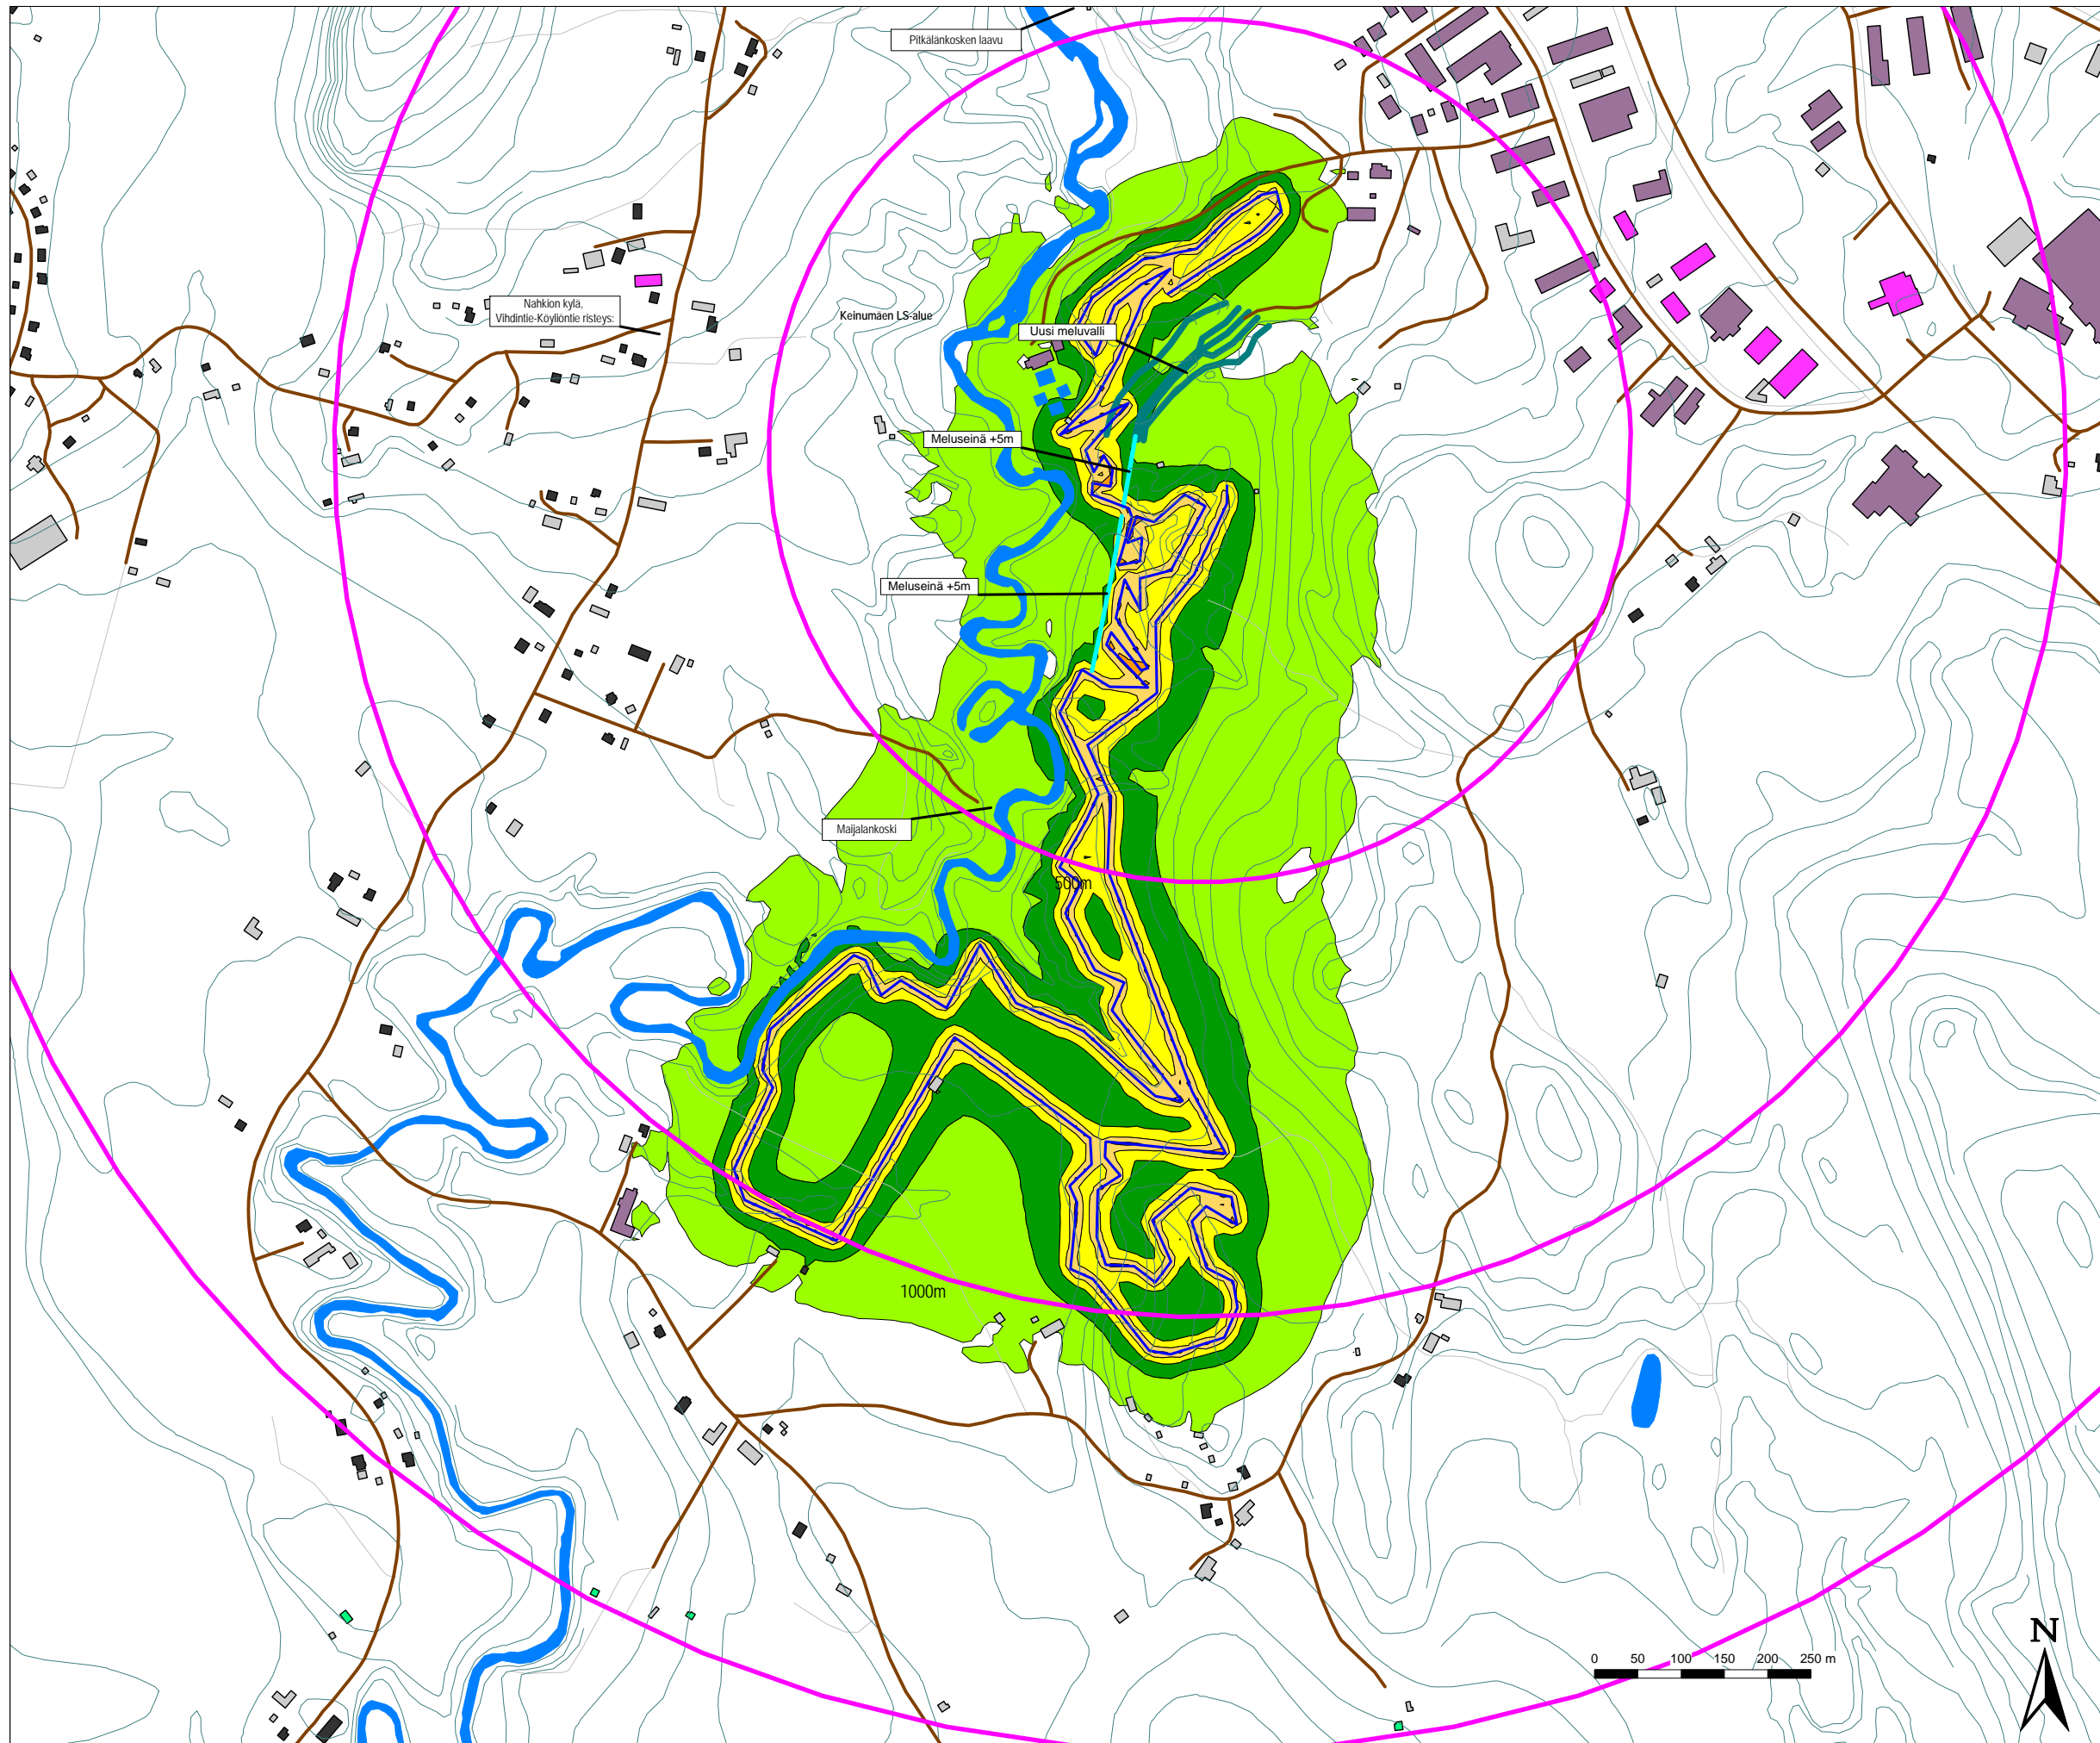 Pitkälänkosken laavu
Nahkion kylä,
Vihdintie-Köyliöntie risteys:
Keinumäen LS-alue
Uusi meluvalli
Meluseinä +5m
Meluseinä +5m
Maijalankoski
500m
1000m
N
0 50 100 150 200 250 m